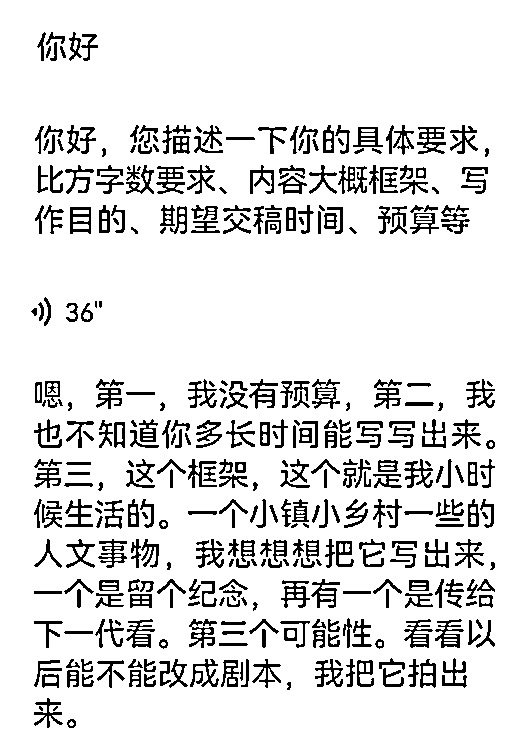 你好
你好，您描述一下你的具体要求，
比方字数要求、内容大概框架、写
作目的、期望交稿时间、预算等
36"
嗯，第一，我没有预算，第二，我
也不知道你多长时间能写写出来。
第三，这个框架，这个就是我小时
候生活的。一个小镇小乡村一些的
人文事物，我想想想把它写出来，
一个是留个纪念，再有一个是传给
下一代看。第三个可能性。看看以
后能不能改成剧本，我把它拍出
来。